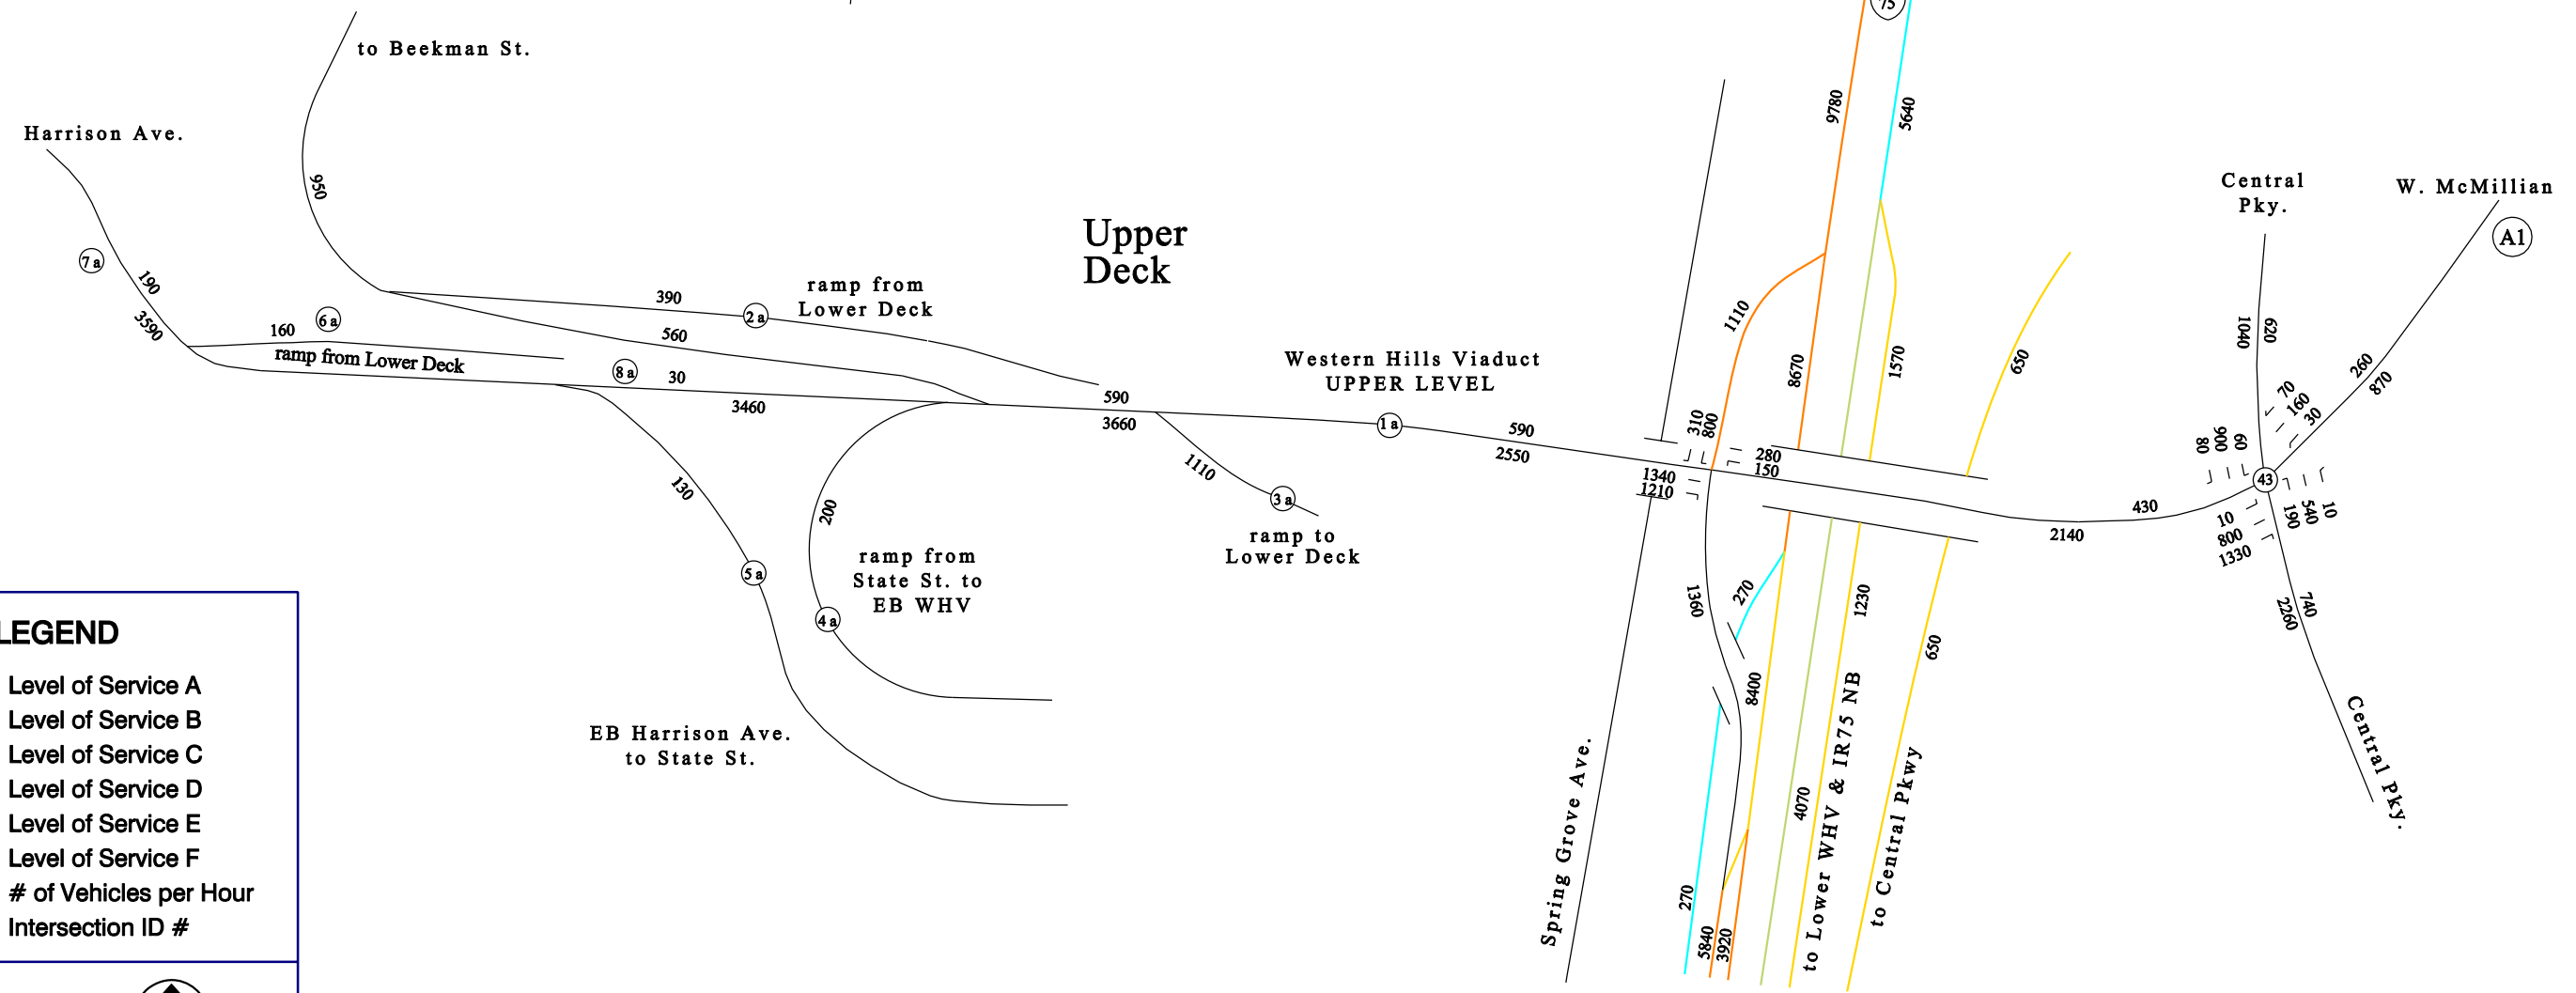 75
to Beekman St.
Harrison Ave.
950
7a
190
3590
6a
160
ramp from Lower Deck
390
2a
ramp from
Lower Deck
560
8a
30
3460
Upper
Deck
590
3660
Western Hills Viaduct
UPPER LEVEL
1a
590
2550
1110
3a
ramp to
Lower Deck
130
5a
200
4a
ramp from
State St. to
EB WHV
EB Harrison Ave.
to State St.
9780
5640
1110
8670
1570
650
310
800
280
150
1340
1210
1360
270
1230
650
8400
4070
270
5840
3920
Spring Grove Ave.
to Lower WHV & IR75 NB
to Central Pkwy
Central
Pky.
W. McMillian
A1
620
1040
260
870
70
160
30
80
900
60
43
430
2140
10
800
1330
190
540
10
740
2260
Central Pky.
LEGEND
Level of Service A
Level of Service B
Level of Service C
Level of Service D
Level of Service E
Level of Service F
# of Vehicles per Hour
Intersection ID #